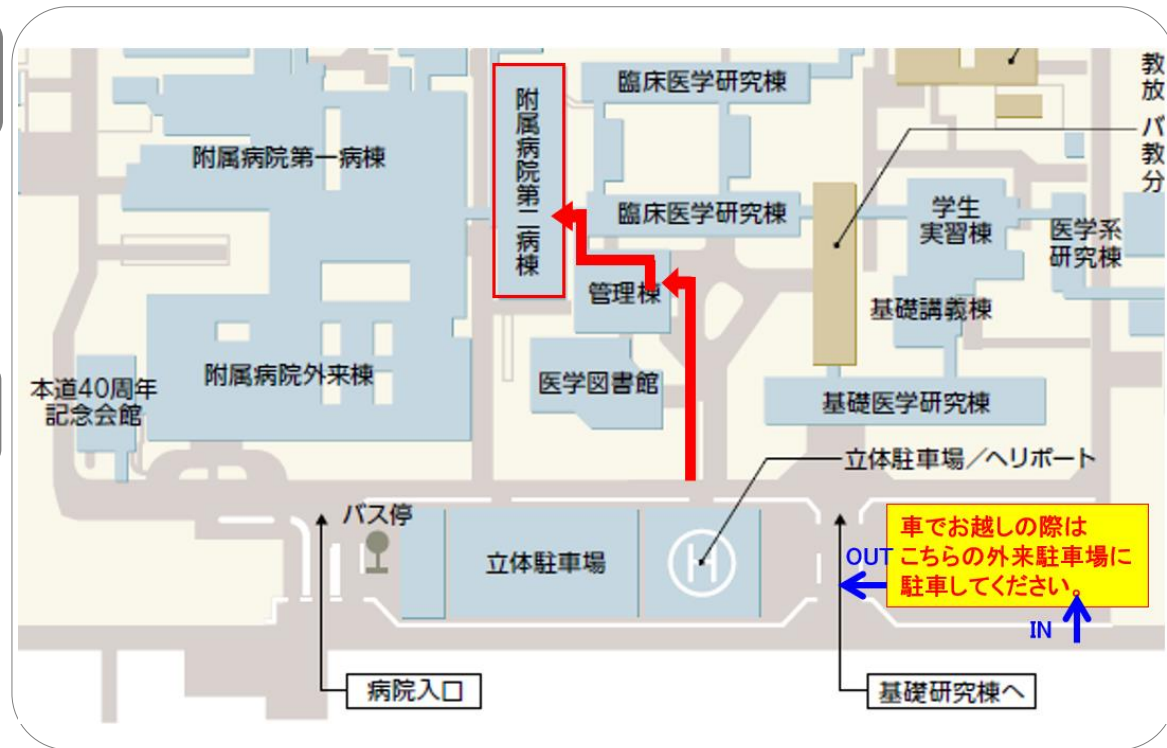 附属病院第一病棟
附属病院第二病棟
臨床医学研究棟
臨床医学研究棟
教
放
バ
教
分
学生
実習棟
医学系
研究棟
管理棟
基礎講義棟
本道40周年
記念会館
附属病院外来棟
医学図書館
基礎医学研究棟
立体駐車場／ヘリポート
バス停
立体駐車場
H
OUT
車でお越しの際は
こちらの外来駐車場に
駐車してください。
IN
病院入口
基礎研究棟へ